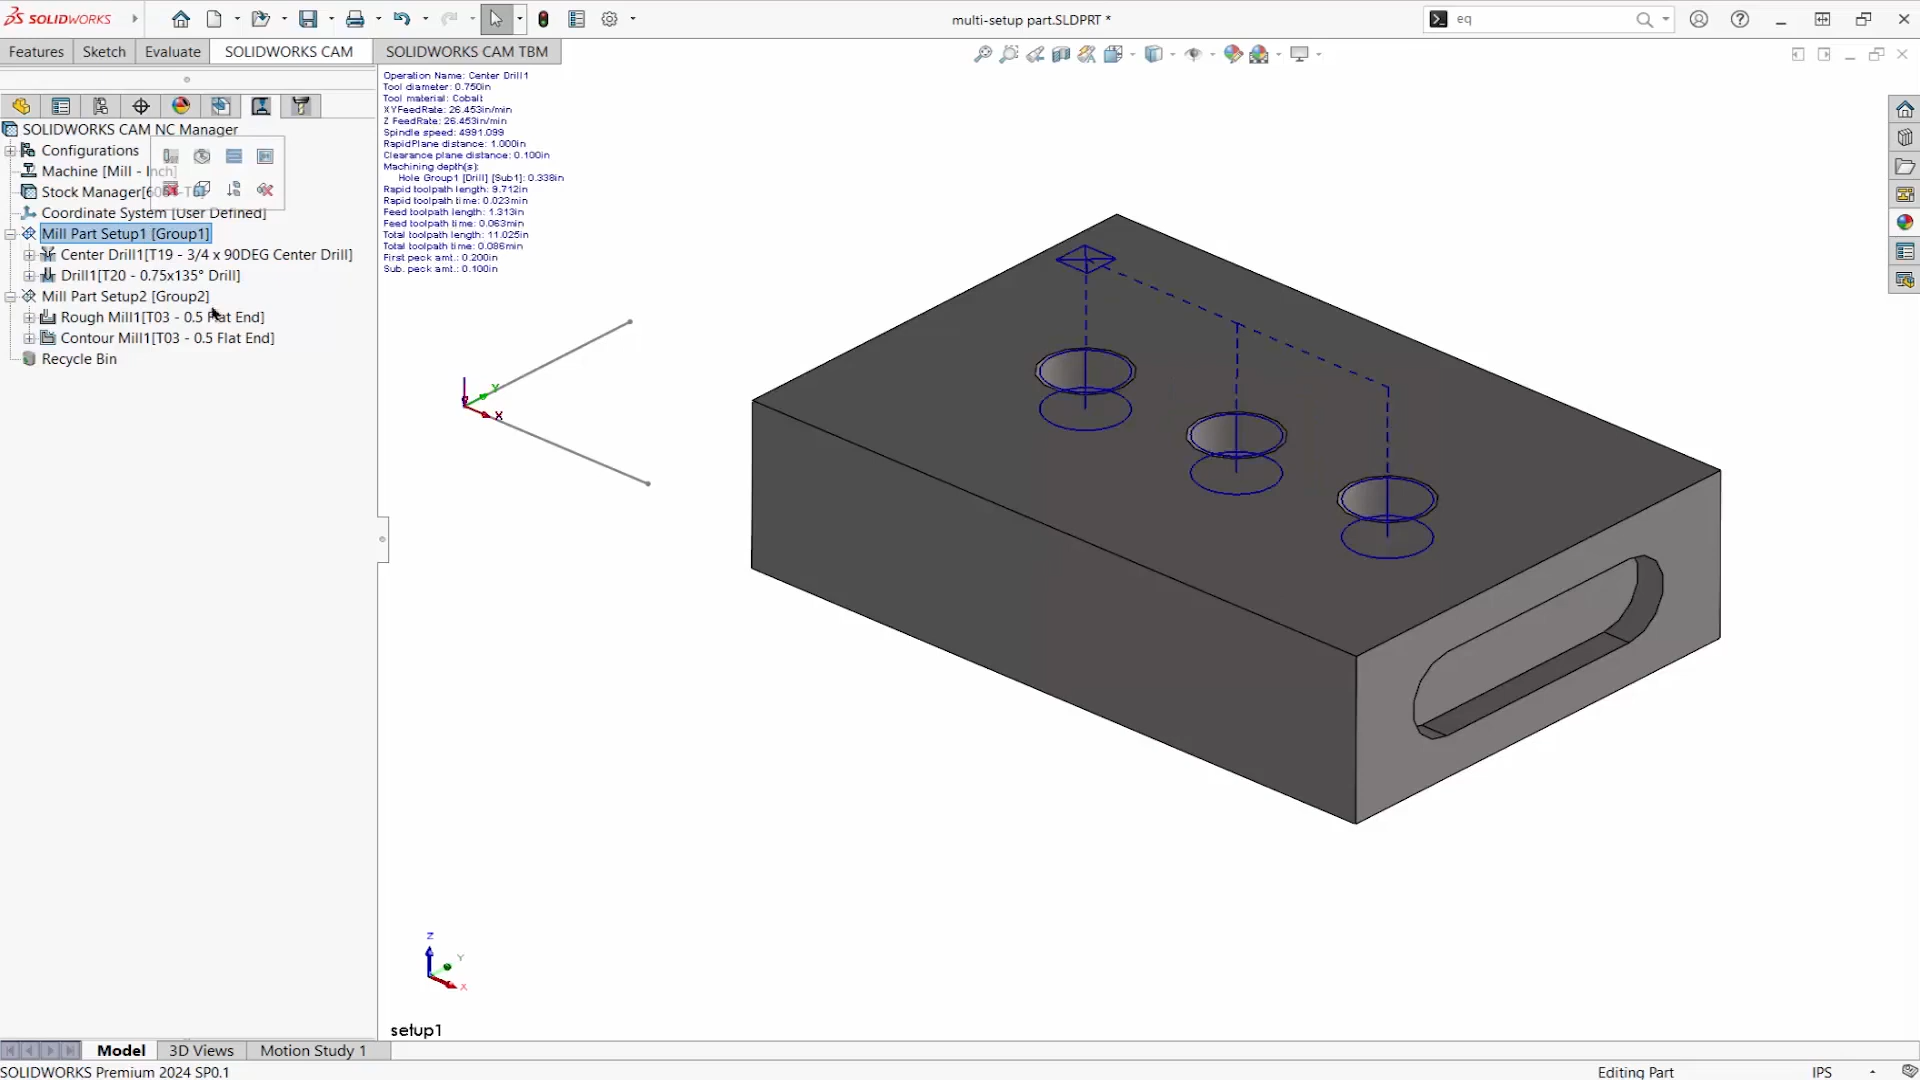 SOLIDWORKS
multi-setup part.SLDPRT *
eq
Features
Sketch
Evaluate
SOLIDWORKS CAM
SOLIDWORKS CAM TBM
SOLIDWORKS CAM NC Manager
Configurations
Machine [Mill - Inch]
Stock Manager[60
Coordinate System [User Defined]
Mill Part Setup1 [Group1]
Center Drill1[T19 - 3/4 x 90DEG Center Drill]
Drill1[T20 - 0.75x135° Drill]
Mill Part Setup2 [Group2]
Rough Mill1[T03 - 0.5 Flat End]
Contour Mill1[T03 - 0.5 Flat End]
Recycle Bin
Operation Name: Center Drill1
Tool diameter: 0.750in
Tool material: Cobalt
XYFeedRate: 26.453in/min
Z FeedRate: 26.453in/min
Spindle speed: 4991.099
RapidPlane distance: 1.000in
Clearance plane distance: 0.100in
Machining depth(s):
Hole Group1 [Drill] [Sub1]: 0.338in
Rapid toolpath length: 9.712in
Rapid toolpath time: 0.023min
Feed toolpath length: 1.313in
Feed toolpath time: 0.063min
Total toolpath length: 11.025in
Total toolpath time: 0.086min
First peck amt.: 0.200in
Sub. peck amt.: 0.100in
Y
X
Z
Y
X
setup1
Model
3D Views
Motion Study 1
SOLIDWORKS Premium 2024 SP0.1
Editing Part
IPS